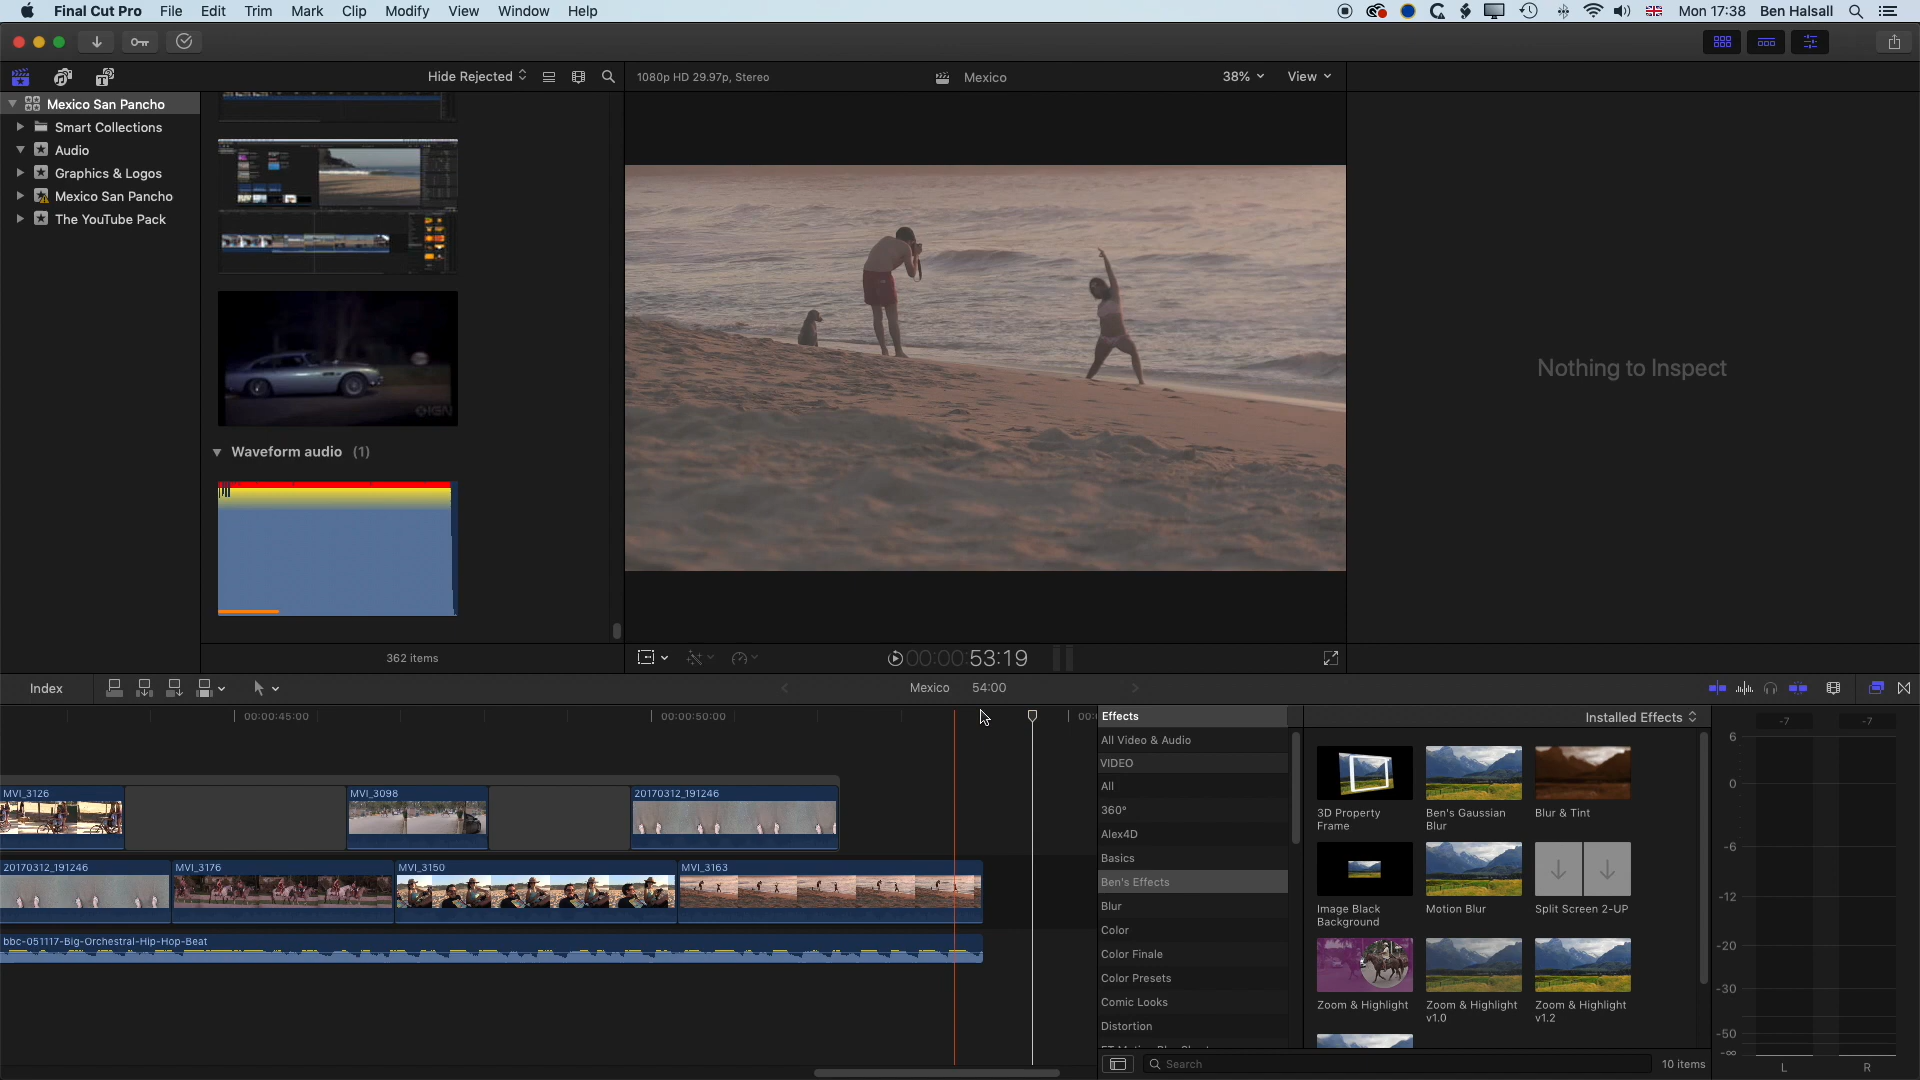 Final Cut Pro File Edit Trim Mark Clip Modify View Window Help
Mon 17:38 Ben Halsall
Hide Rejected
1080p HD 29.97p, Stereo
Mexico
38%
View
Mexico San Pancho
Smart Collections
Audio
Graphics & Logos
Mexico San Pancho
The YouTube Pack
IGN
Waveform audio (1)
362 items
Nothing to Inspect
00:00:53:19
Index
Mexico 54:00
00:00:45:00
00:00:50:00
00:0
MVI_3126
MVI_3098
20170312_191246
20170312_191246
MVI_3176
MVI_3150
MVI_3163
bbc-051117-Big-Orchestral-Hip-Hop-Beat
Effects
All Video & Audio
VIDEO
All
360°
Alex4D
Basics
Ben's Effects
Blur
Color
Color Finale
Color Presets
Comic Looks
Distortion
Installed Effects
3D Property
Frame
Ben's Gaussian
Blur
Blur & Tint
Image Black
Background
Motion Blur
Split Screen 2-UP
Zoom & Highlight
Zoom & Highlight
v1.0
Zoom & Highlight
v1.2
Search
10 items
-7 -7
6
0
-6
-12
-20
-30
-50
-∞
L R